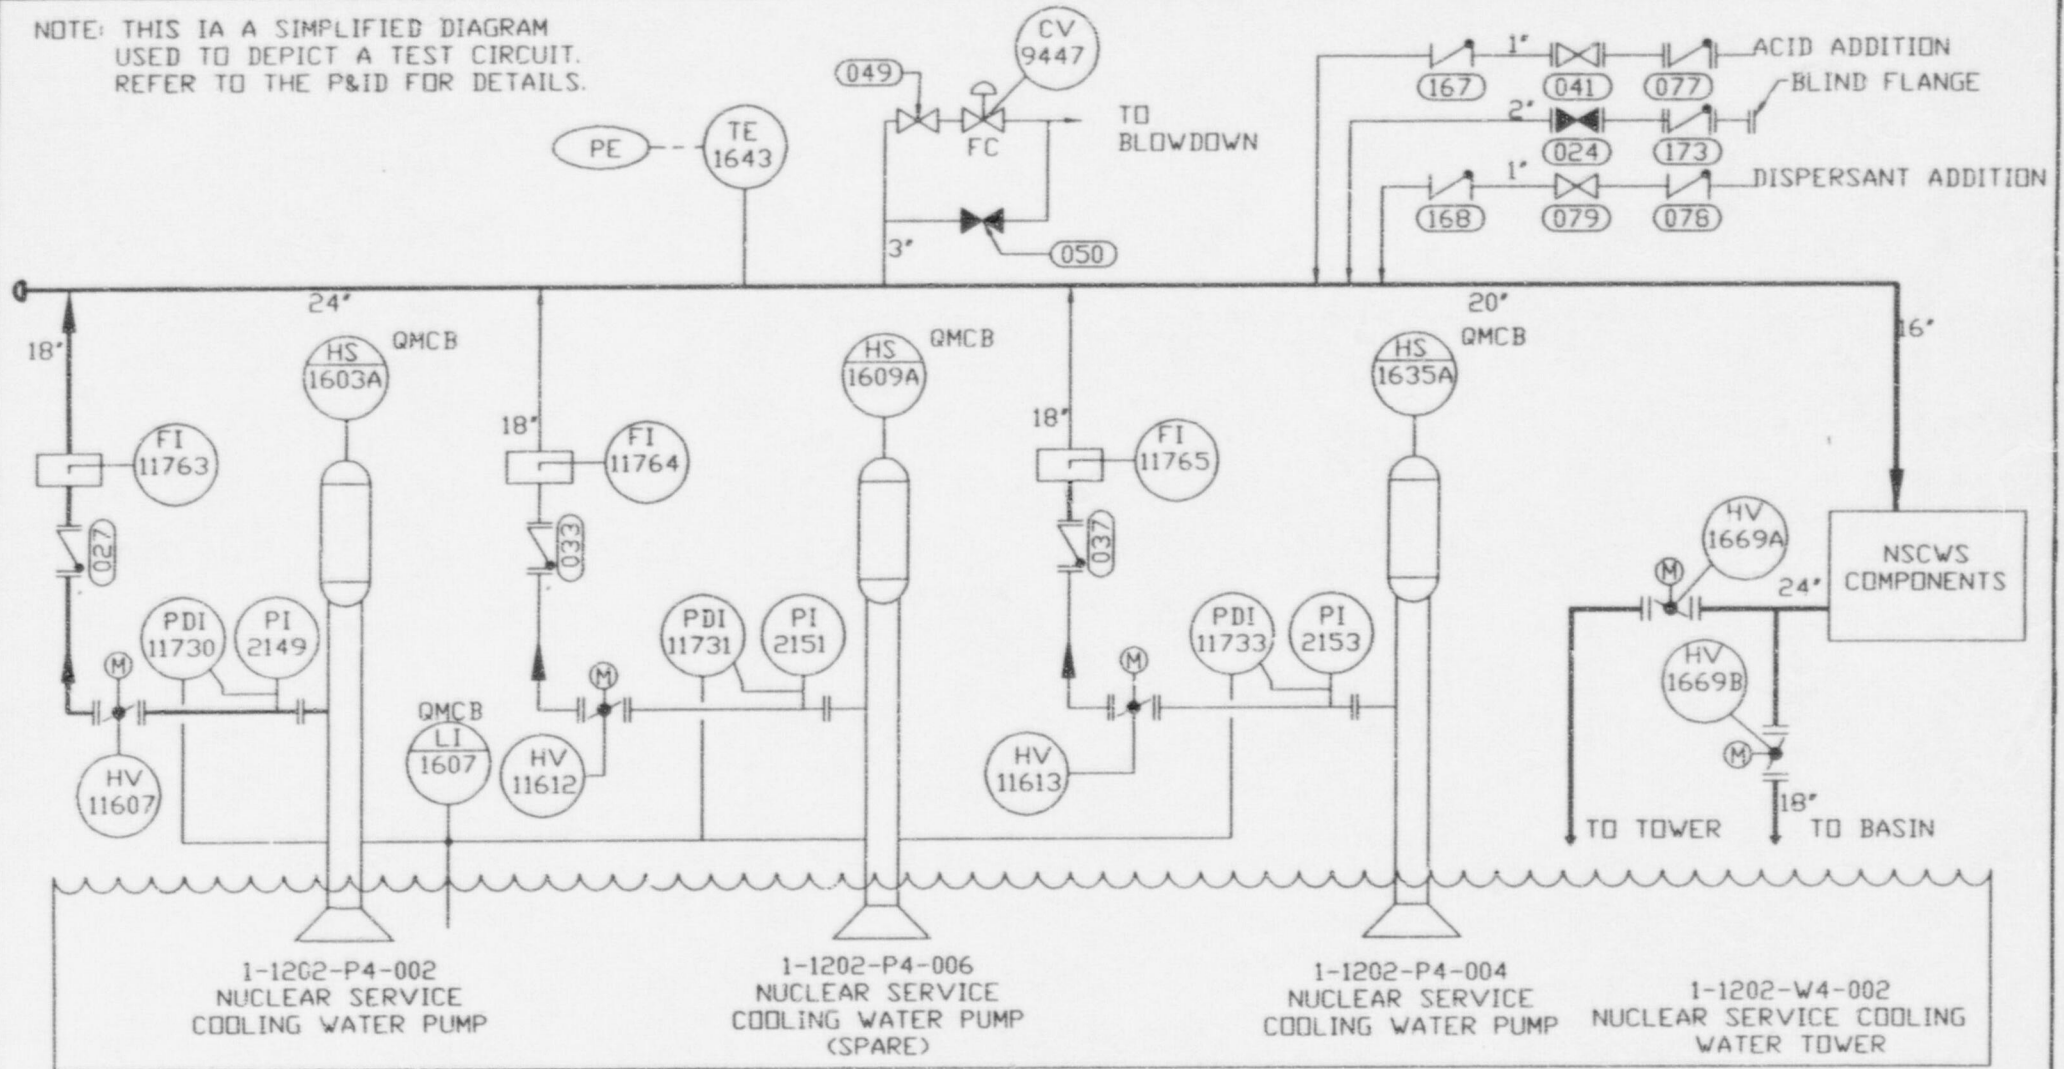 NOTE: THIS IA A SIMPLIFIED DIAGRAM
USED TO DEPICT A TEST CIRCUIT.
REFER TO THE P&ID FOR DETAILS.
CV
9447
049
FC
TO
BLOWDOWN
050
3"
PE
TE
1643
1"
ACID ADDITION
167
041
077
BLIND FLANGE
2"
024
173
1"
DISPERSANT ADDITION
168
079
078
24"
20"
16"
18"
HS
1603A
QMCB
FI
11763
027
PDI
11730
PI
2149
M
HV
11607
QMCB
LI
1607
18"
HS
1609A
QMCB
FI
11764
033
PDI
11731
PI
2151
M
HV
11612
18"
HS
1635A
QMCB
FI
11765
037
PDI
11733
PI
2153
M
HV
11613
HV
1669A
M
24"
NSCWS
COMPONENTS
HV
1669B
M
18"
TO TOWER
TO BASIN
1-1202-P4-002
NUCLEAR SERVICE
COOLING WATER PUMP
1-1202-P4-006
NUCLEAR SERVICE
COOLING WATER PUMP
(SPARE)
1-1202-P4-004
NUCLEAR SERVICE
COOLING WATER PUMP
1-1202-W4-002
NUCLEAR SERVICE COOLING
WATER TOWER